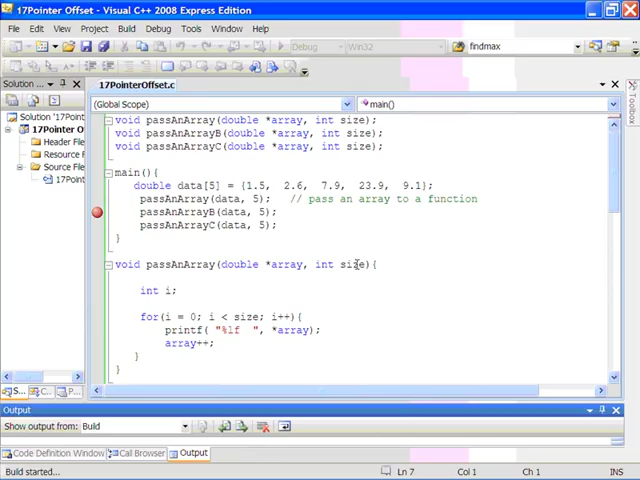 17Pointer Offset - Visual C++ 2008 Express Edition
File Edit View Project Build Debug Tools Window Help
Debug Win32 findmax
Solution ... 17PointerOffset.c
(Global Scope) main()
Solution '17P
17Pointer O
Header File
Resource F
Source File
17Point
void passAnArray(double *array, int size);
void passAnArrayB(double *array, int size);
void passAnArrayC(double *array, int size);
main(){
double data[5] = {1.5, 2.6, 7.9, 23.9, 9.1};
passAnArray(data, 5); // pass an array to a function
passAnArrayB(data, 5);
passAnArrayC(data, 5);
}
void passAnArray(double *array, int size){
int i;
for(i = 0; i < size; i++){
printf( "%lf ", *array);
array++;
}
}
Toolbox
S... C... P...
Output
Show output from: Build
Code Definition Window Call Browser Output
Build started... Ln 7 Col 1 Ch 1